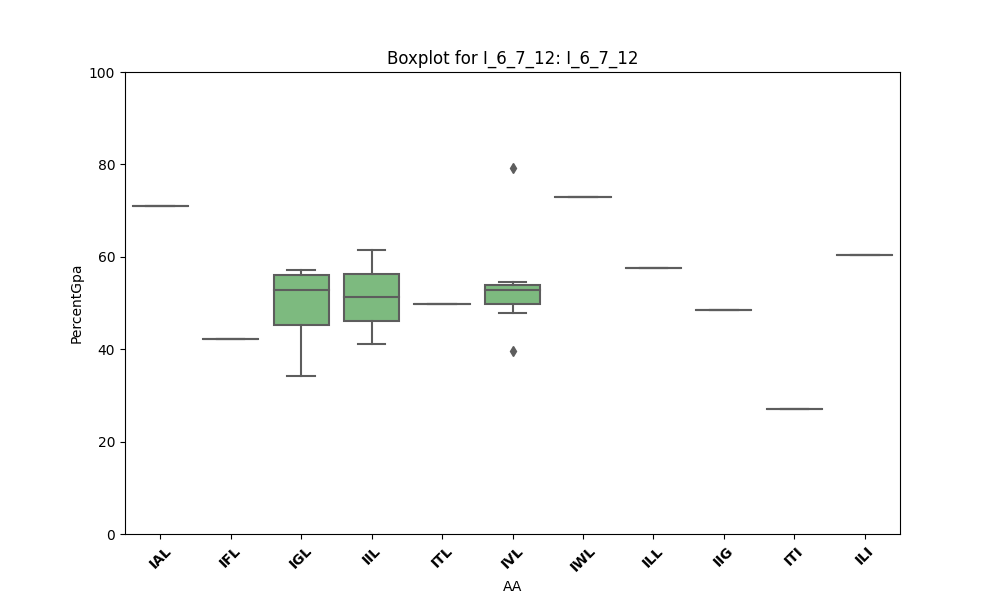 Boxplot for I_6_7_12: I_6_7_12
100
80
60
40
20
0
PercentGpa
IAL
IFL
IGL
IIL
ITL
IVL
IWL
ILL
IIG
ITI
ILI
AA